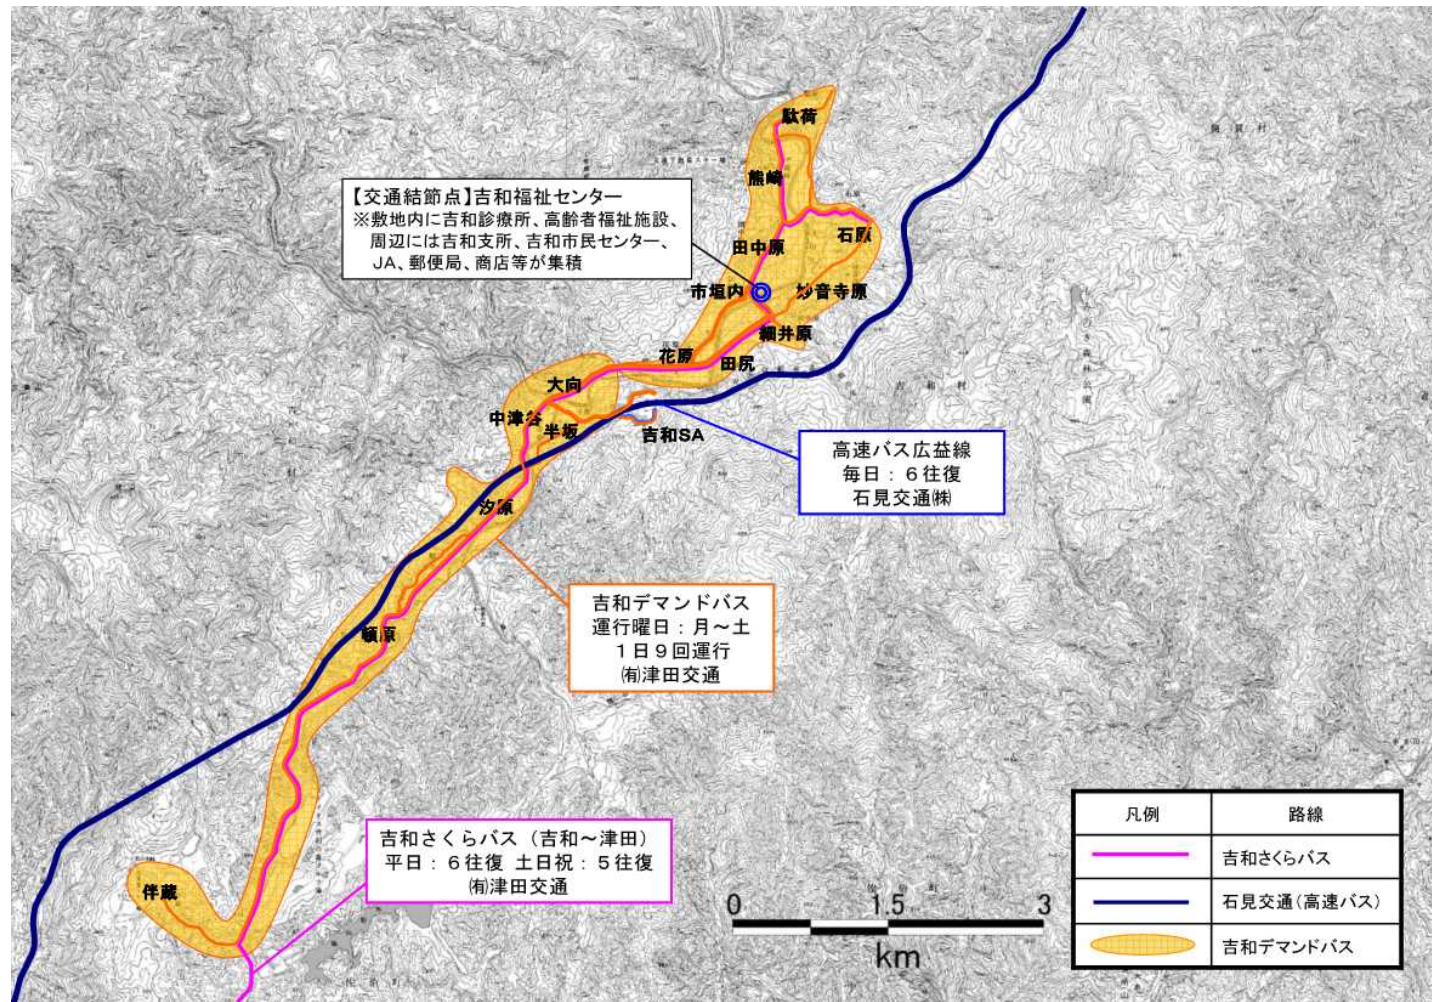 駄荷
熊崎
【交通結節点】吉和福祉センター
※敷地内に吉和診療所、高齢者福祉施設、
周辺には吉和支所、吉和市民センター、
JA、郵便局、商店等が集積
石原
田中原
市垣内
妙音寺原
細井原
花原
田尻
大向
中津谷
半坂
吉和SA
吉和村
高速バス広益線
毎日：６往復
石見交通㈱
汐原
吉和デマンドバス
運行曜日：月～土
１日９回運行
㈲津田交通
頓原
吉和さくらバス（吉和～津田）
平日：６往復 土日祝：５往復
㈲津田交通
伴蔵
0 1.5 3
km
凡例 路線
吉和さくらバス
石見交通(高速バス)
吉和デマンドバス